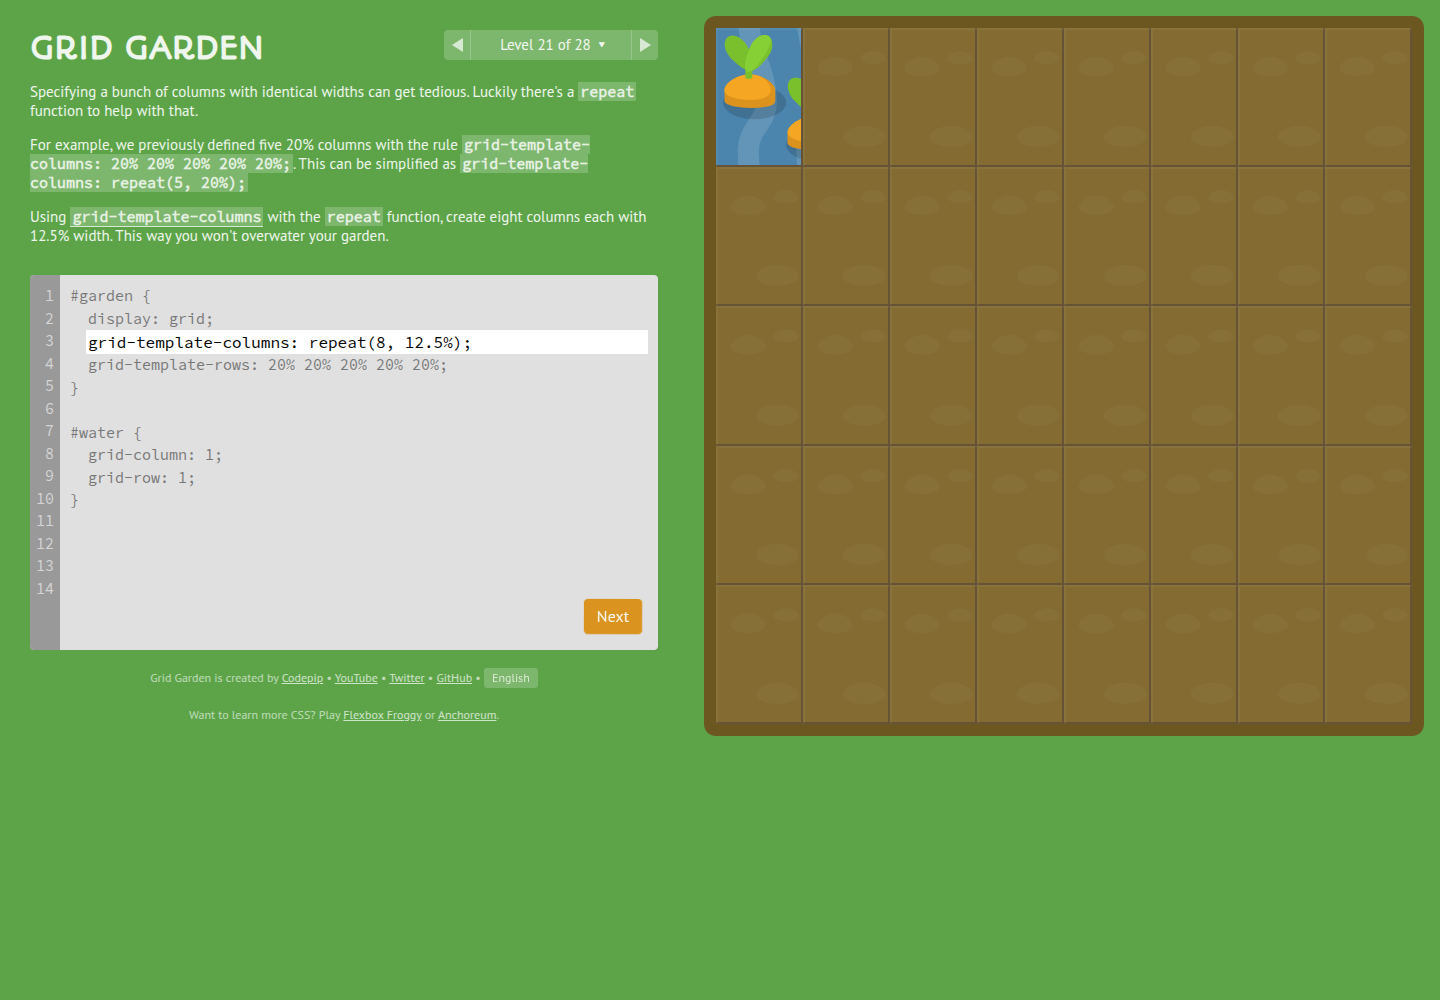 GRID GARDEN
Level 21 of 28 ▼
Specifying a bunch of columns with identical widths can get tedious. Luckily there's a repeat
function to help with that.
For example, we previously defined five 20% columns with the rule grid-template-
columns: 20% 20% 20% 20% 20%;. This can be simplified as grid-template-
columns: repeat(5, 20%);
Using grid-template-columns with the repeat function, create eight columns each with
12.5% width. This way you won't overwater your garden.
1 #garden {
2 display: grid;
3 grid-template-columns: repeat(8, 12.5%);
4 grid-template-rows: 20% 20% 20% 20% 20%;
5 }
6
7 #water {
8 grid-column: 1;
9 grid-row: 1;
10 }
11
12
13
14
Next
Grid Garden is created by Codepip • YouTube • Twitter • GitHub • English
Want to learn more CSS? Play Flexbox Froggy or Anchoreum.